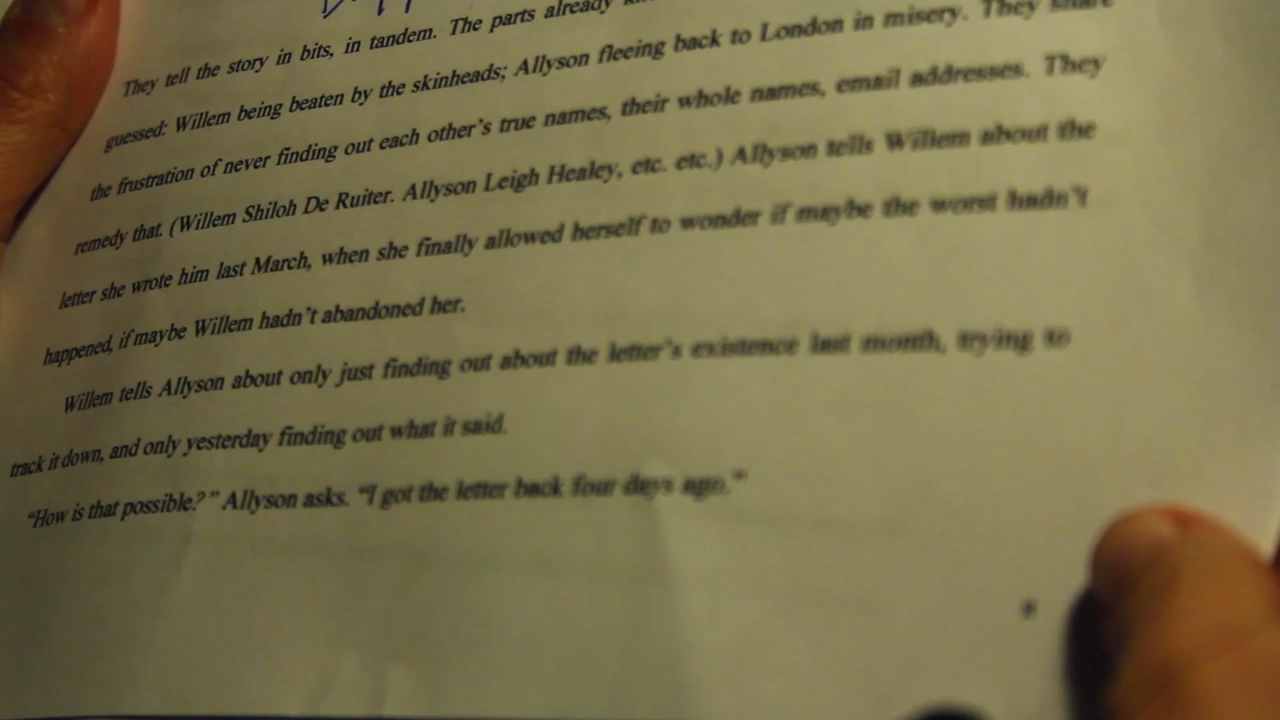 They tell the story in bits, in tandem. The parts already
guessed: Willem being beaten by the skinheads; Allyson fleeing back to London in misery. They share
the frustration of never finding out each other's true names, their whole names, email addresses. They
remedy that. (Willem Shiloh De Ruiter. Allyson Leigh Healey, etc. etc.) Allyson tells Willem about the
letter she wrote him last March, when she finally allowed herself to wonder if maybe the worst hadn't
happened, if maybe Willem hadn't abandoned her.
Willem tells Allyson about only just finding out about the letter's existence last month, trying to
track it down, and only yesterday finding out what it said.
"How is that possible?" Allyson asks. "I got the letter back four days ago."